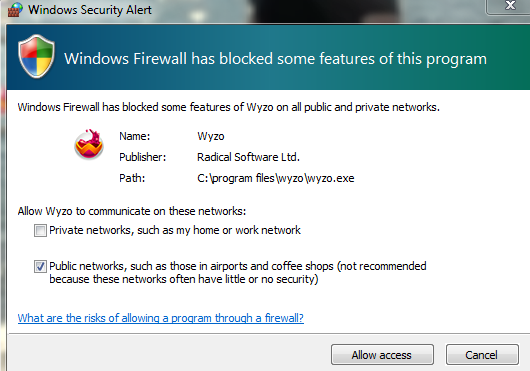 Windows Security Alert
Windows Firewall has blocked some features of this program
Windows Firewall has blocked some features of Wyzo on all public and private networks.
Name: Wyzo
Publisher: Radical Software Ltd.
Path: C:\program files\wyzo\wyzo.exe
Allow Wyzo to communicate on these networks:
Private networks, such as my home or work network
Public networks, such as those in airports and coffee shops (not recommended
because these networks often have little or no security)
What are the risks of allowing a program through a firewall?
Allow access Cancel